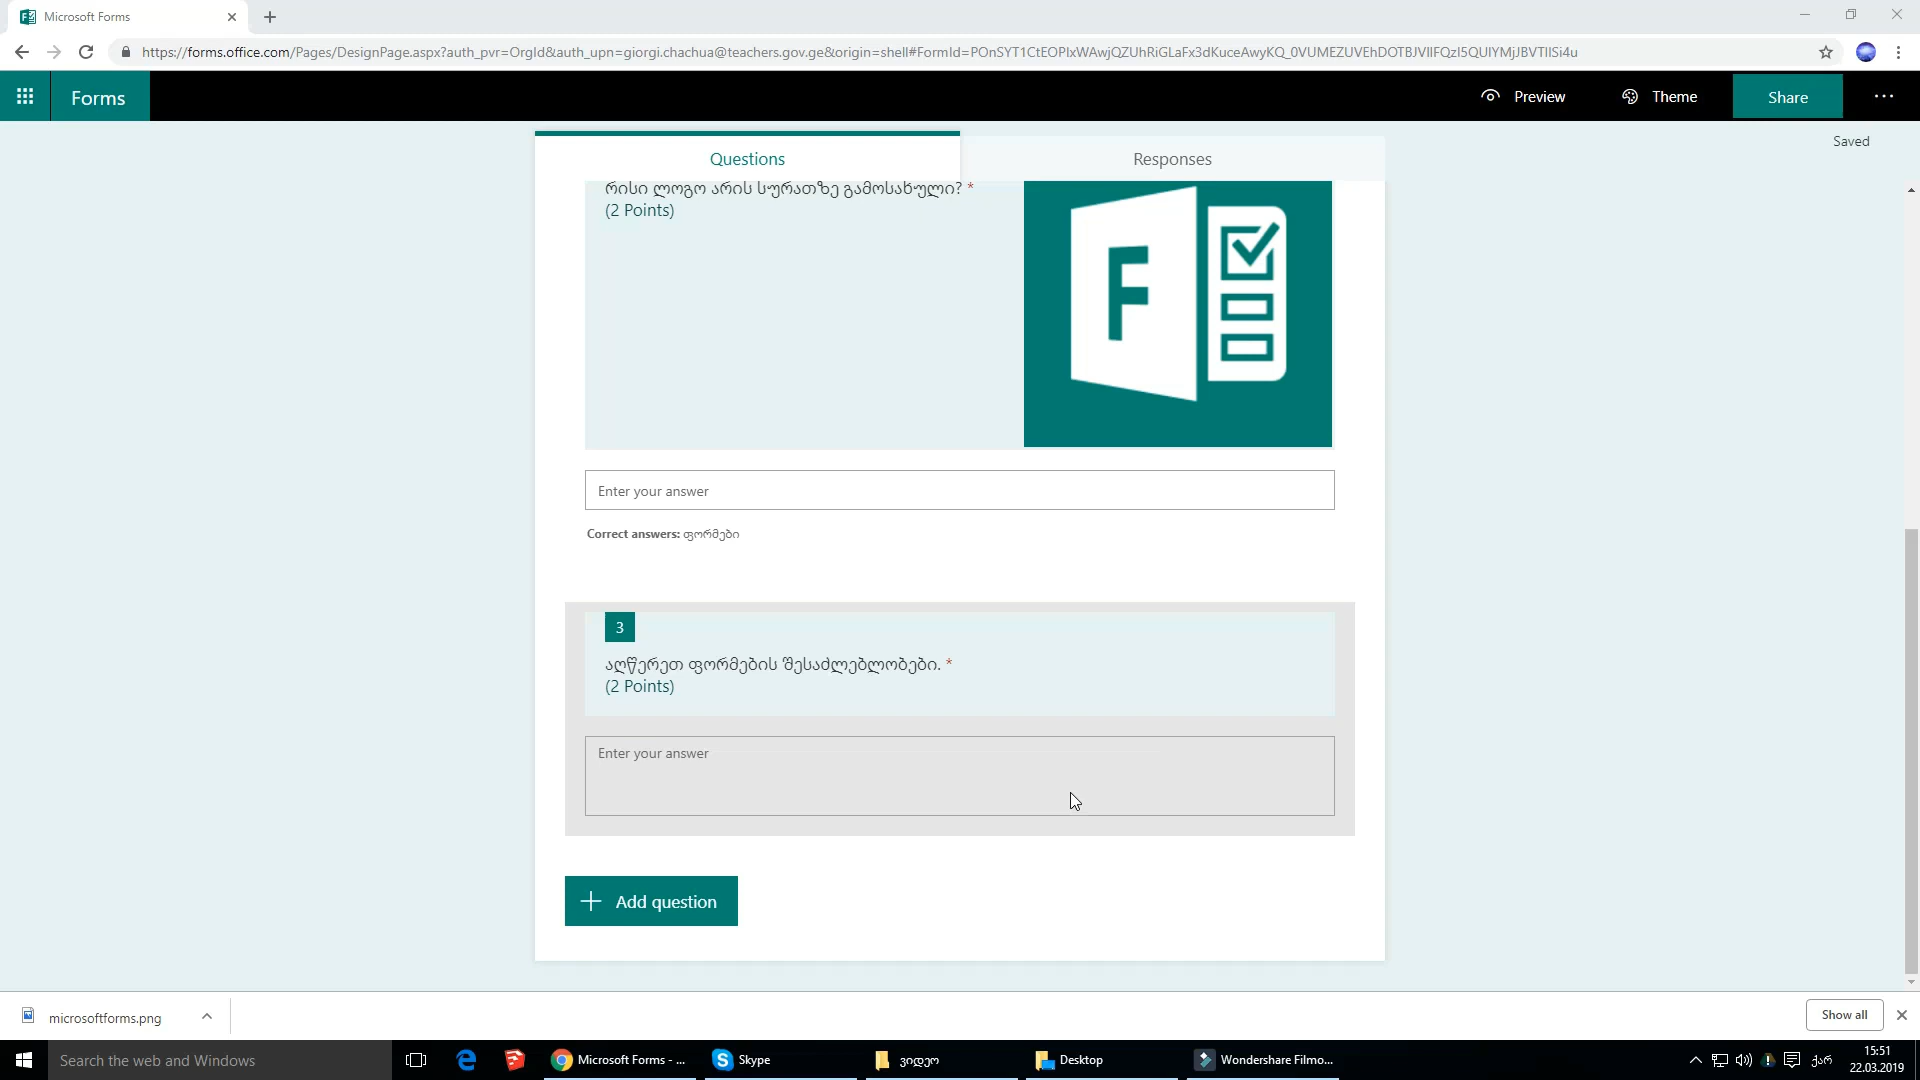 Microsoft Forms
https://forms.office.com/Pages/DesignPage.aspx?auth_pvr=OrgId&auth_upn=giorgi.chachua@teachers.gov.ge&origin=shell#FormId=POnSYT1CtEOPIxWAwjQZUhRiGLaFx3dKuceAwyKQ_0VUMEZUVEhDOTBJVllFQzI5QUlYMjJBVTIlSi4u
Forms
Preview
Theme
Share
Saved
Questions
Responses
რისი ლოგო არის სურათზე გამოსახული? *
(2 Points)
F
Enter your answer
Correct answers: ფორმები
3
აღწერეთ ფორმების შესაძლებლობები. *
(2 Points)
Enter your answer
Add question
microsoftforms.png
Show all
Search the web and Windows
Microsoft Forms - ...
Skype
ვიდეო
Desktop
Wondershare Filmo...
ქარ
15:51
22.03.2019